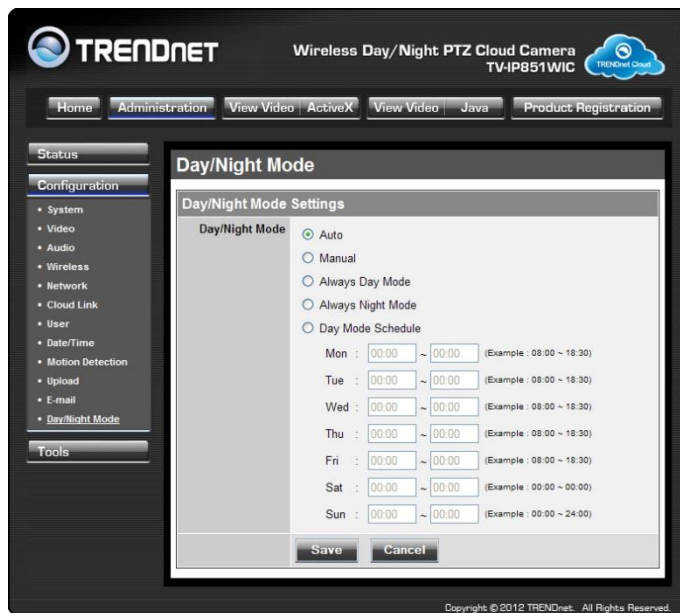 TRENDNET
Wireless Day/Night PTZ Cloud Camera
TV-IP851WIC
TRENDnet Cloud
Home Administration View Video ActiveX View Video Java Product Registration
Status
Configuration
• System
• Video
• Audio
• Wireless
• Network
• Cloud Link
• User
• Date/Time
• Motion Detection
• Upload
• E-mail
• Day/Night Mode
Tools
Day/Night Mode
Day/Night Mode Settings
Day/Night Mode
Auto
Manual
Always Day Mode
Always Night Mode
Day Mode Schedule
Mon : 00:00 ~ 00:00 (Example : 08:00 ~ 18:30)
Tue : 00:00 ~ 00:00 (Example : 08:00 ~ 18:30)
Wed : 00:00 ~ 00:00 (Example : 08:00 ~ 18:30)
Thu : 00:00 ~ 00:00 (Example : 08:00 ~ 18:30)
Fri : 00:00 ~ 00:00 (Example : 08:00 ~ 18:30)
Sat : 00:00 ~ 00:00 (Example : 00:00 ~ 00:00)
Sun : 00:00 ~ 00:00 (Example : 00:00 ~ 24:00)
Save Cancel
Copyright © 2012 TRENDnet. All Rights Reserved.